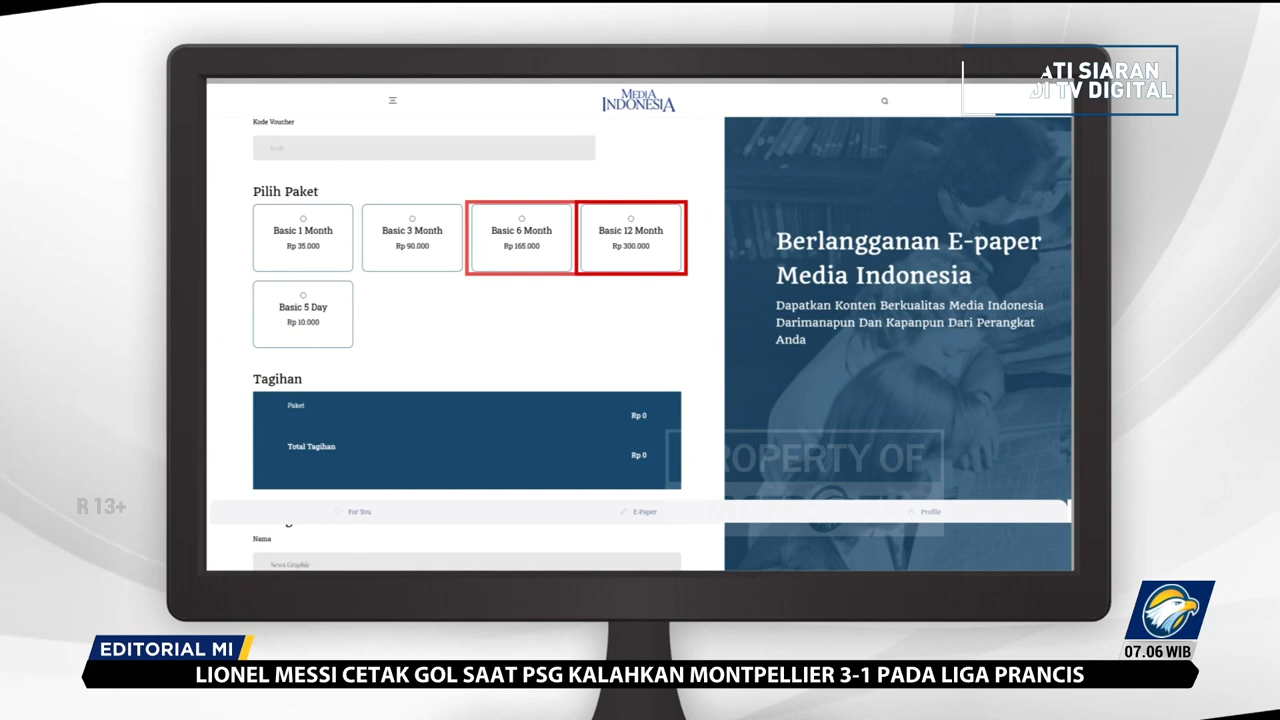 ATI SIARAN
DI TV DIGITAL
MEDIA
INDONESIA
Kode Voucher
Kode
Pilih Paket
Basic 1 Month
Rp 35.000
Basic 3 Month
Rp 90.000
Basic 6 Month
Rp 165.000
Basic 12 Month
Rp 300.000
Basic 5 Day
Rp 10.000
Berlangganan E-paper
Media Indonesia
Dapatkan Konten Berkualitas Media Indonesia
Darimanapun Dan Kapanpun Dari Perangkat
Anda
Tagihan
Paket
Rp 0
Total Tagihan
Rp 0
PROPERTY OF
For You
E-Paper
Profile
Nama
News Graphic
R 13+
EDITORIAL MI
07.06 WIB
LIONEL MESSI CETAK GOL SAAT PSG KALAHKAN MONTPELLIER 3-1 PADA LIGA PRANCIS